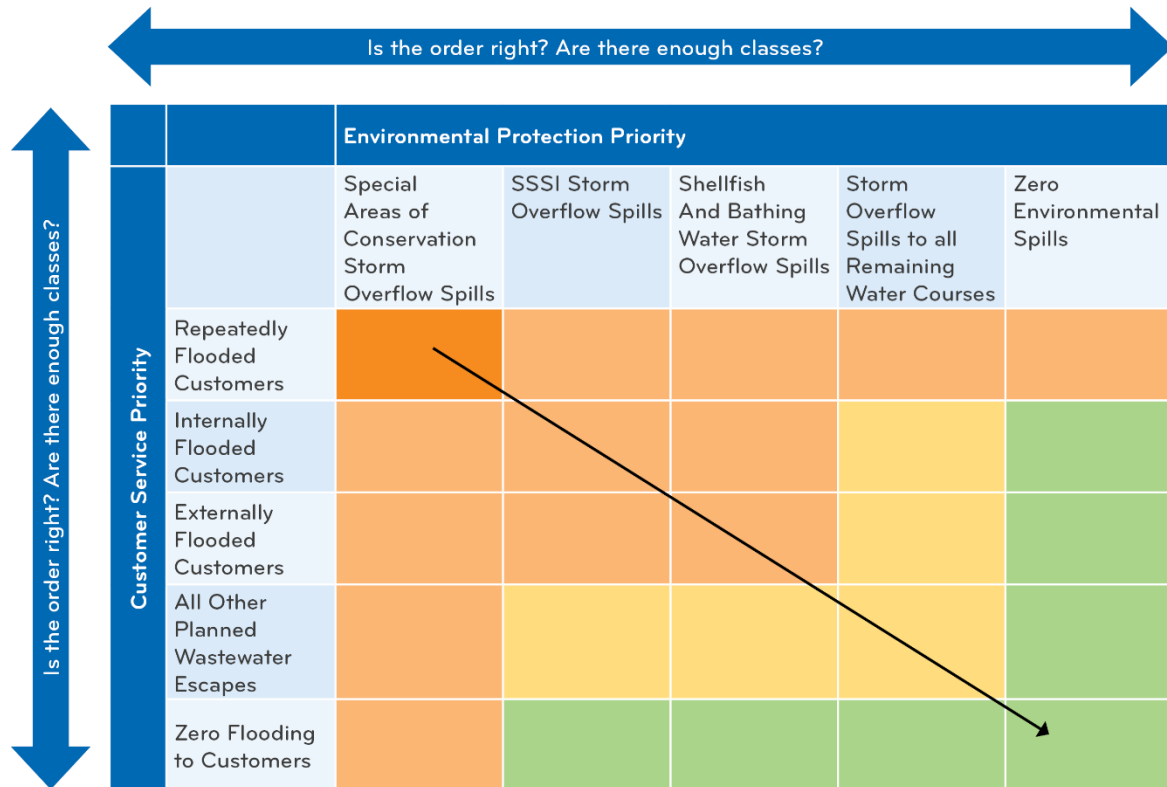 Is the order right? Are there enough classes?
Is the order right? Are there enough classes?
Environmental Protection Priority
Customer Service Priority
Special
Areas of
Conservation
Storm
Overflow Spills
SSSI Storm
Overflow Spills
Shellfish
And Bathing
Water Storm
Overflow Spills
Storm
Overflow
Spills to all
Remaining
Water Courses
Zero
Environmental
Spills
Repeatedly
Flooded
Customers
Internally
Flooded
Customers
Externally
Flooded
Customers
All Other
Planned
Wastewater
Escapes
Zero Flooding
to Customers